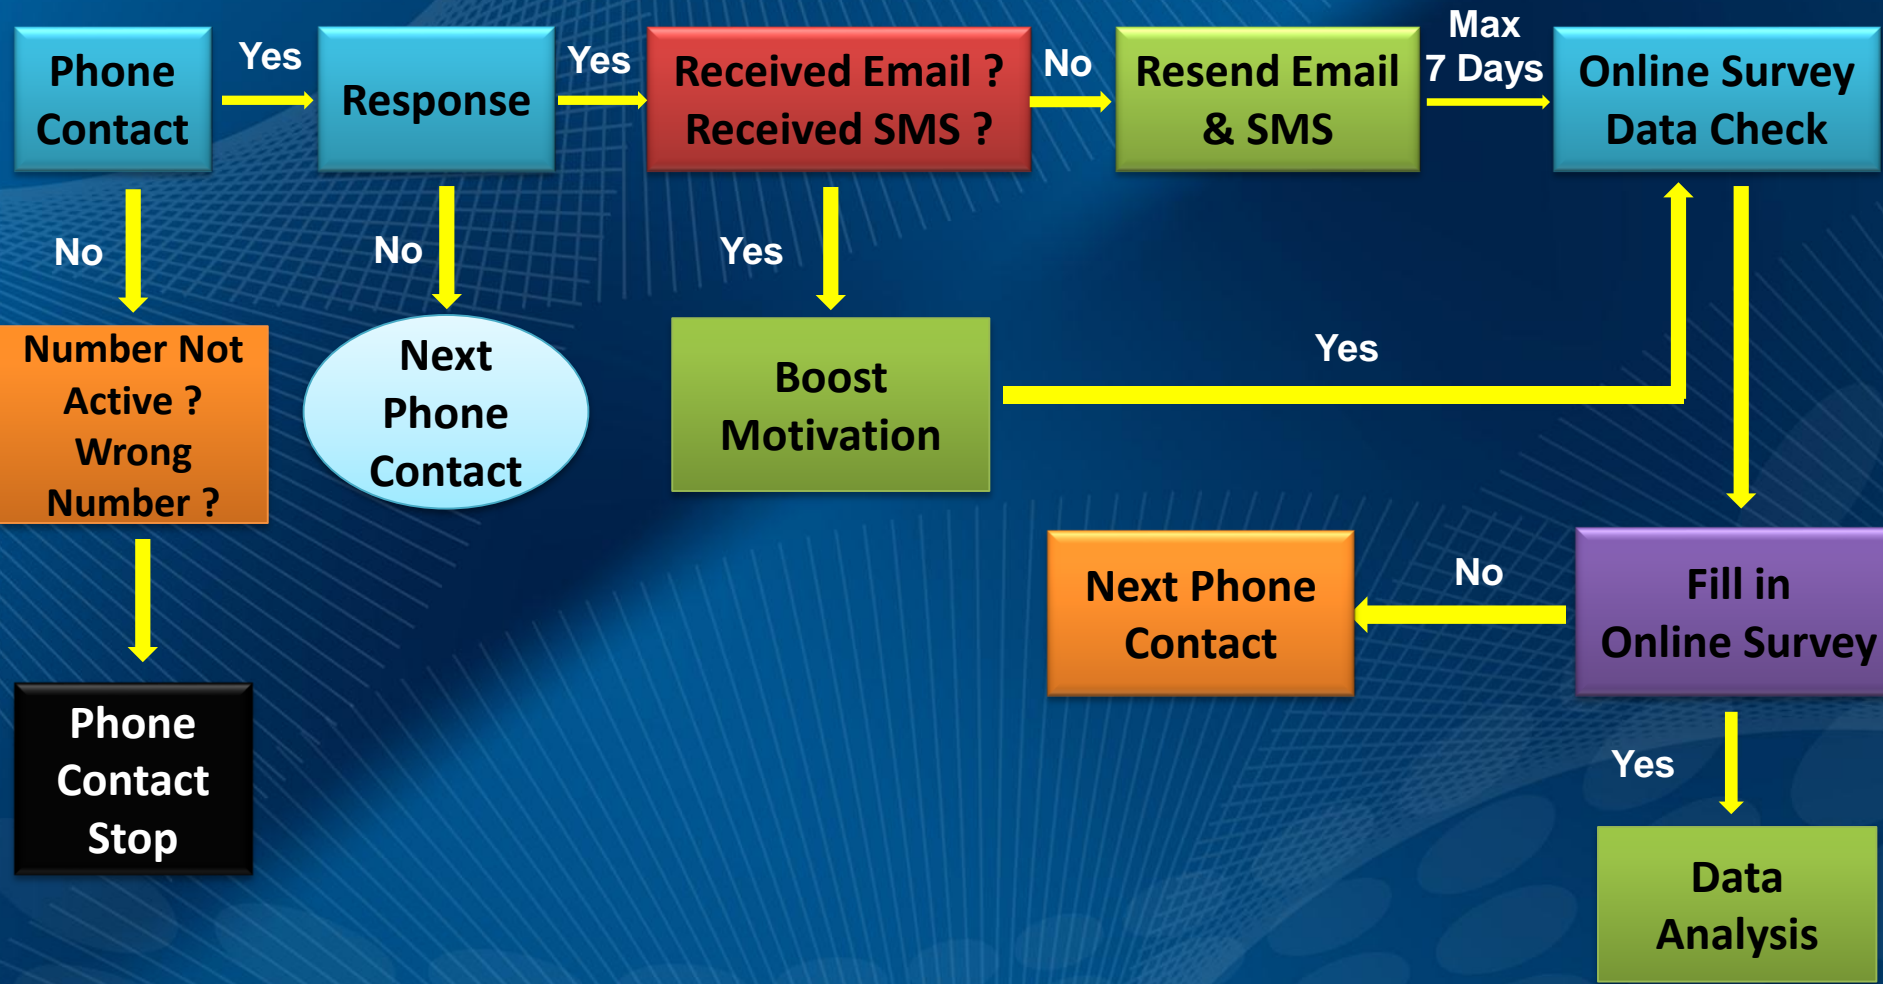 Phone
Contact
Yes
Response
Yes
Received Email ?
Received SMS ?
No
Resend Email
& SMS
Max
7 Days
Online Survey
Data Check
No
No
Yes
Number Not
Active ?
Wrong
Number ?
Next
Phone
Contact
Boost
Motivation
Yes
Next Phone
Contact
No
Fill in
Online Survey
Phone
Contact
Stop
Yes
Data
Analysis